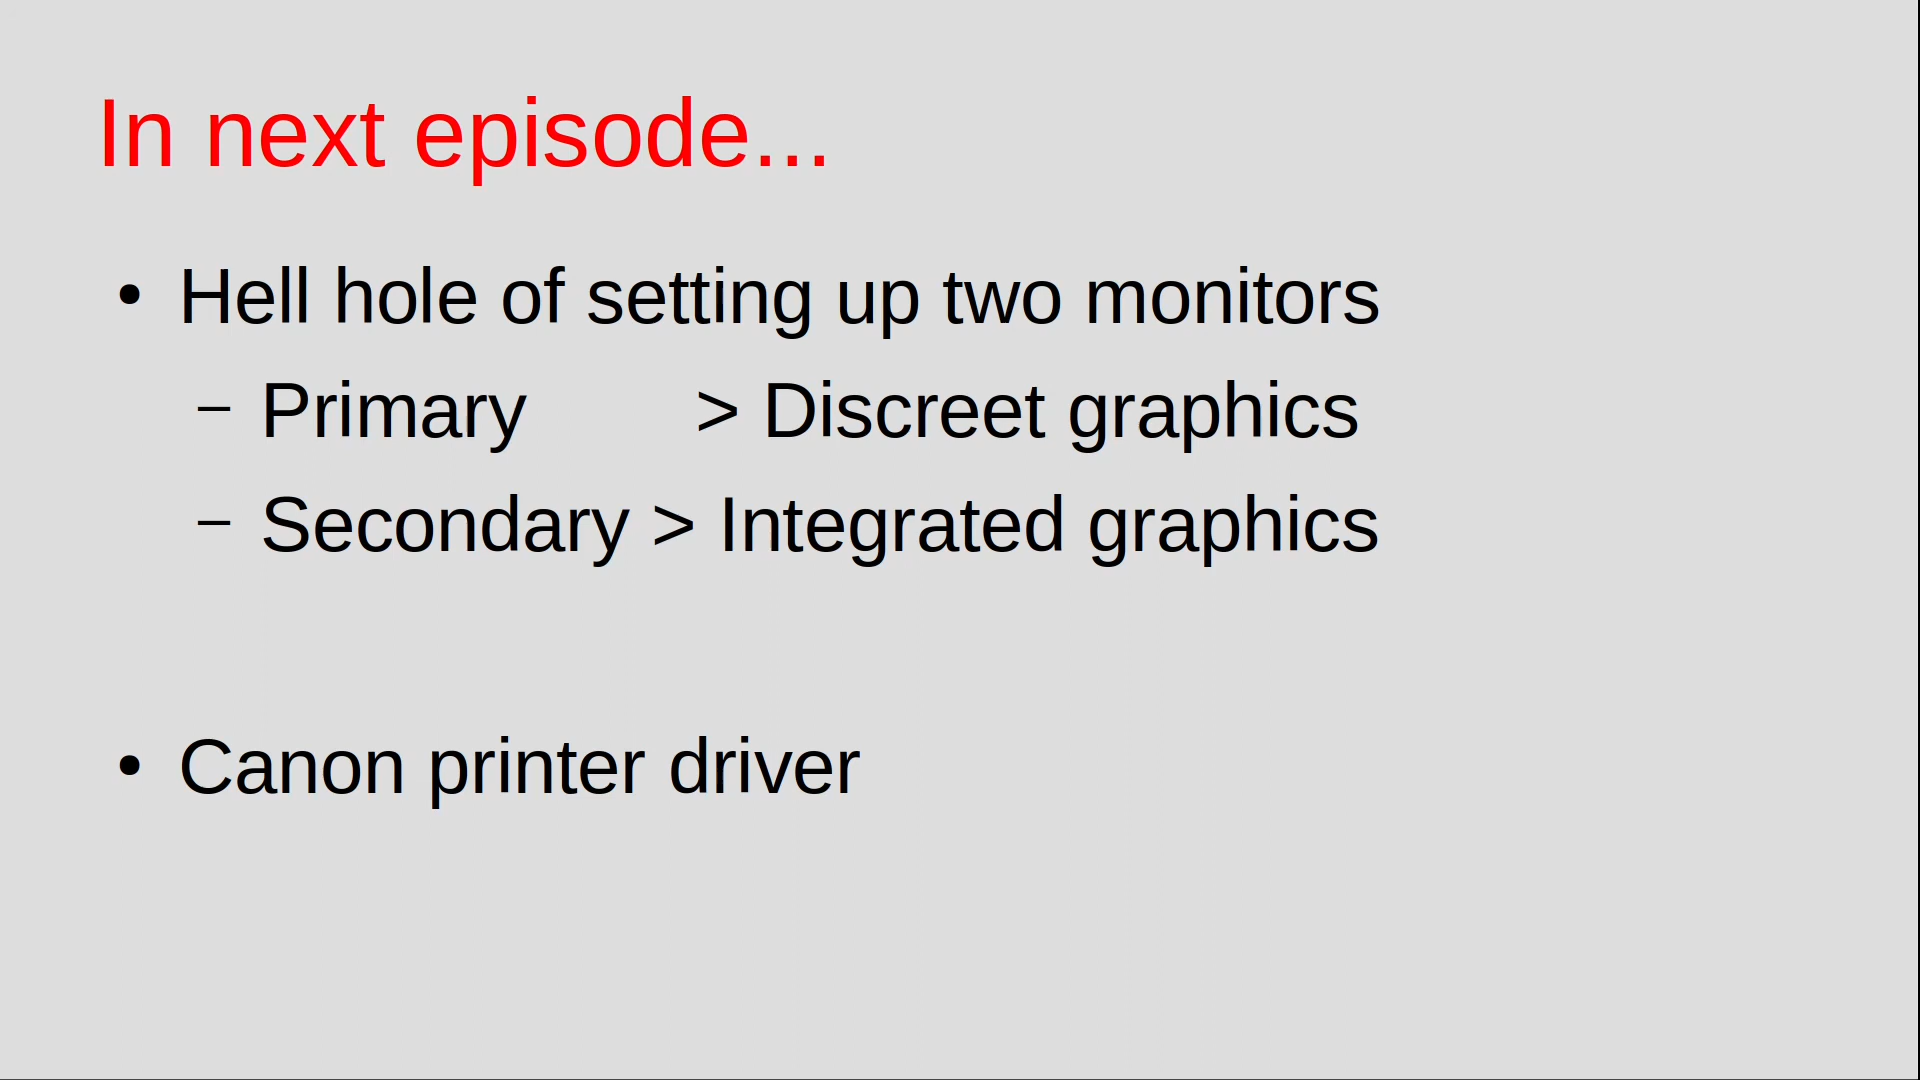 In next episode...
• Hell hole of setting up two monitors
– Primary > Discreet graphics
– Secondary > Integrated graphics
• Canon printer driver